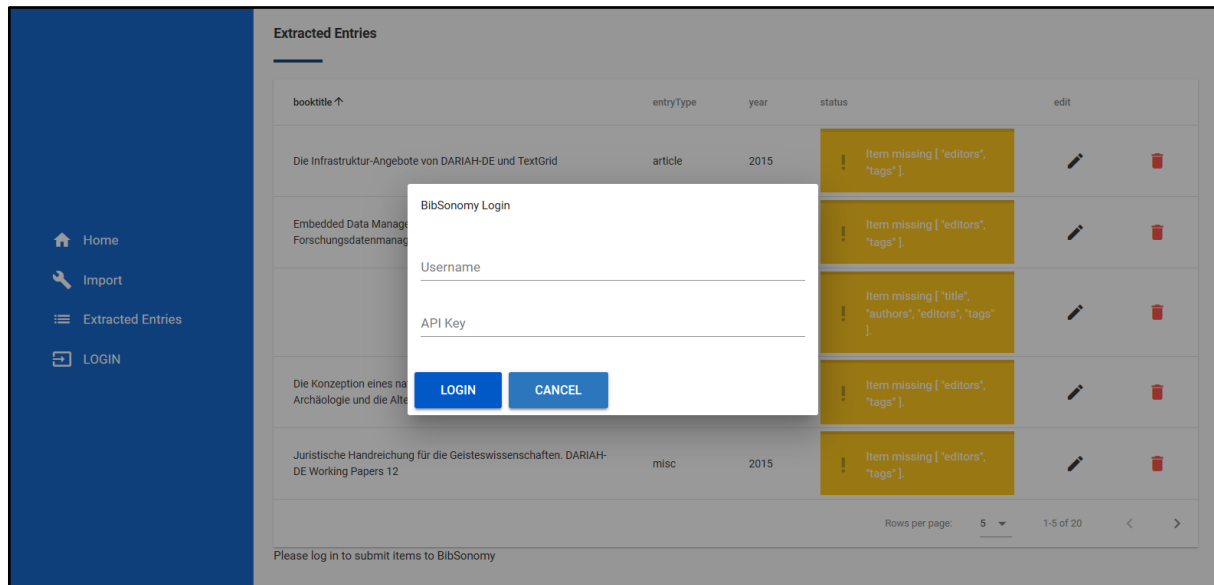 Extracted Entries
booktitle entryType year status edit
Die Infrastruktur-Angebote von DARIAH-DE und TextGrid article 2015 Item missing [ "editors",
"tags" ].
BibSonomy Login
Embedded Data Manage
Forschungsdatenmanag
Item missing [ "editors",
"tags" ].
Home
Username
Import
Item missing [ "title",
"authors", "editors", "tags"
].
Extracted Entries
API Key
LOGIN
Die Konzeption eines na
Archäologie und die Alte
LOGIN CANCEL
Item missing [ "editors",
"tags" ].
Juristische Handreichung für die Geisteswissenschaften. DARIAH-
DE Working Papers 12
misc 2015
Item missing [ "editors",
"tags" ].
Rows per page: 5 1-5 of 20
Please log in to submit items to BibSonomy